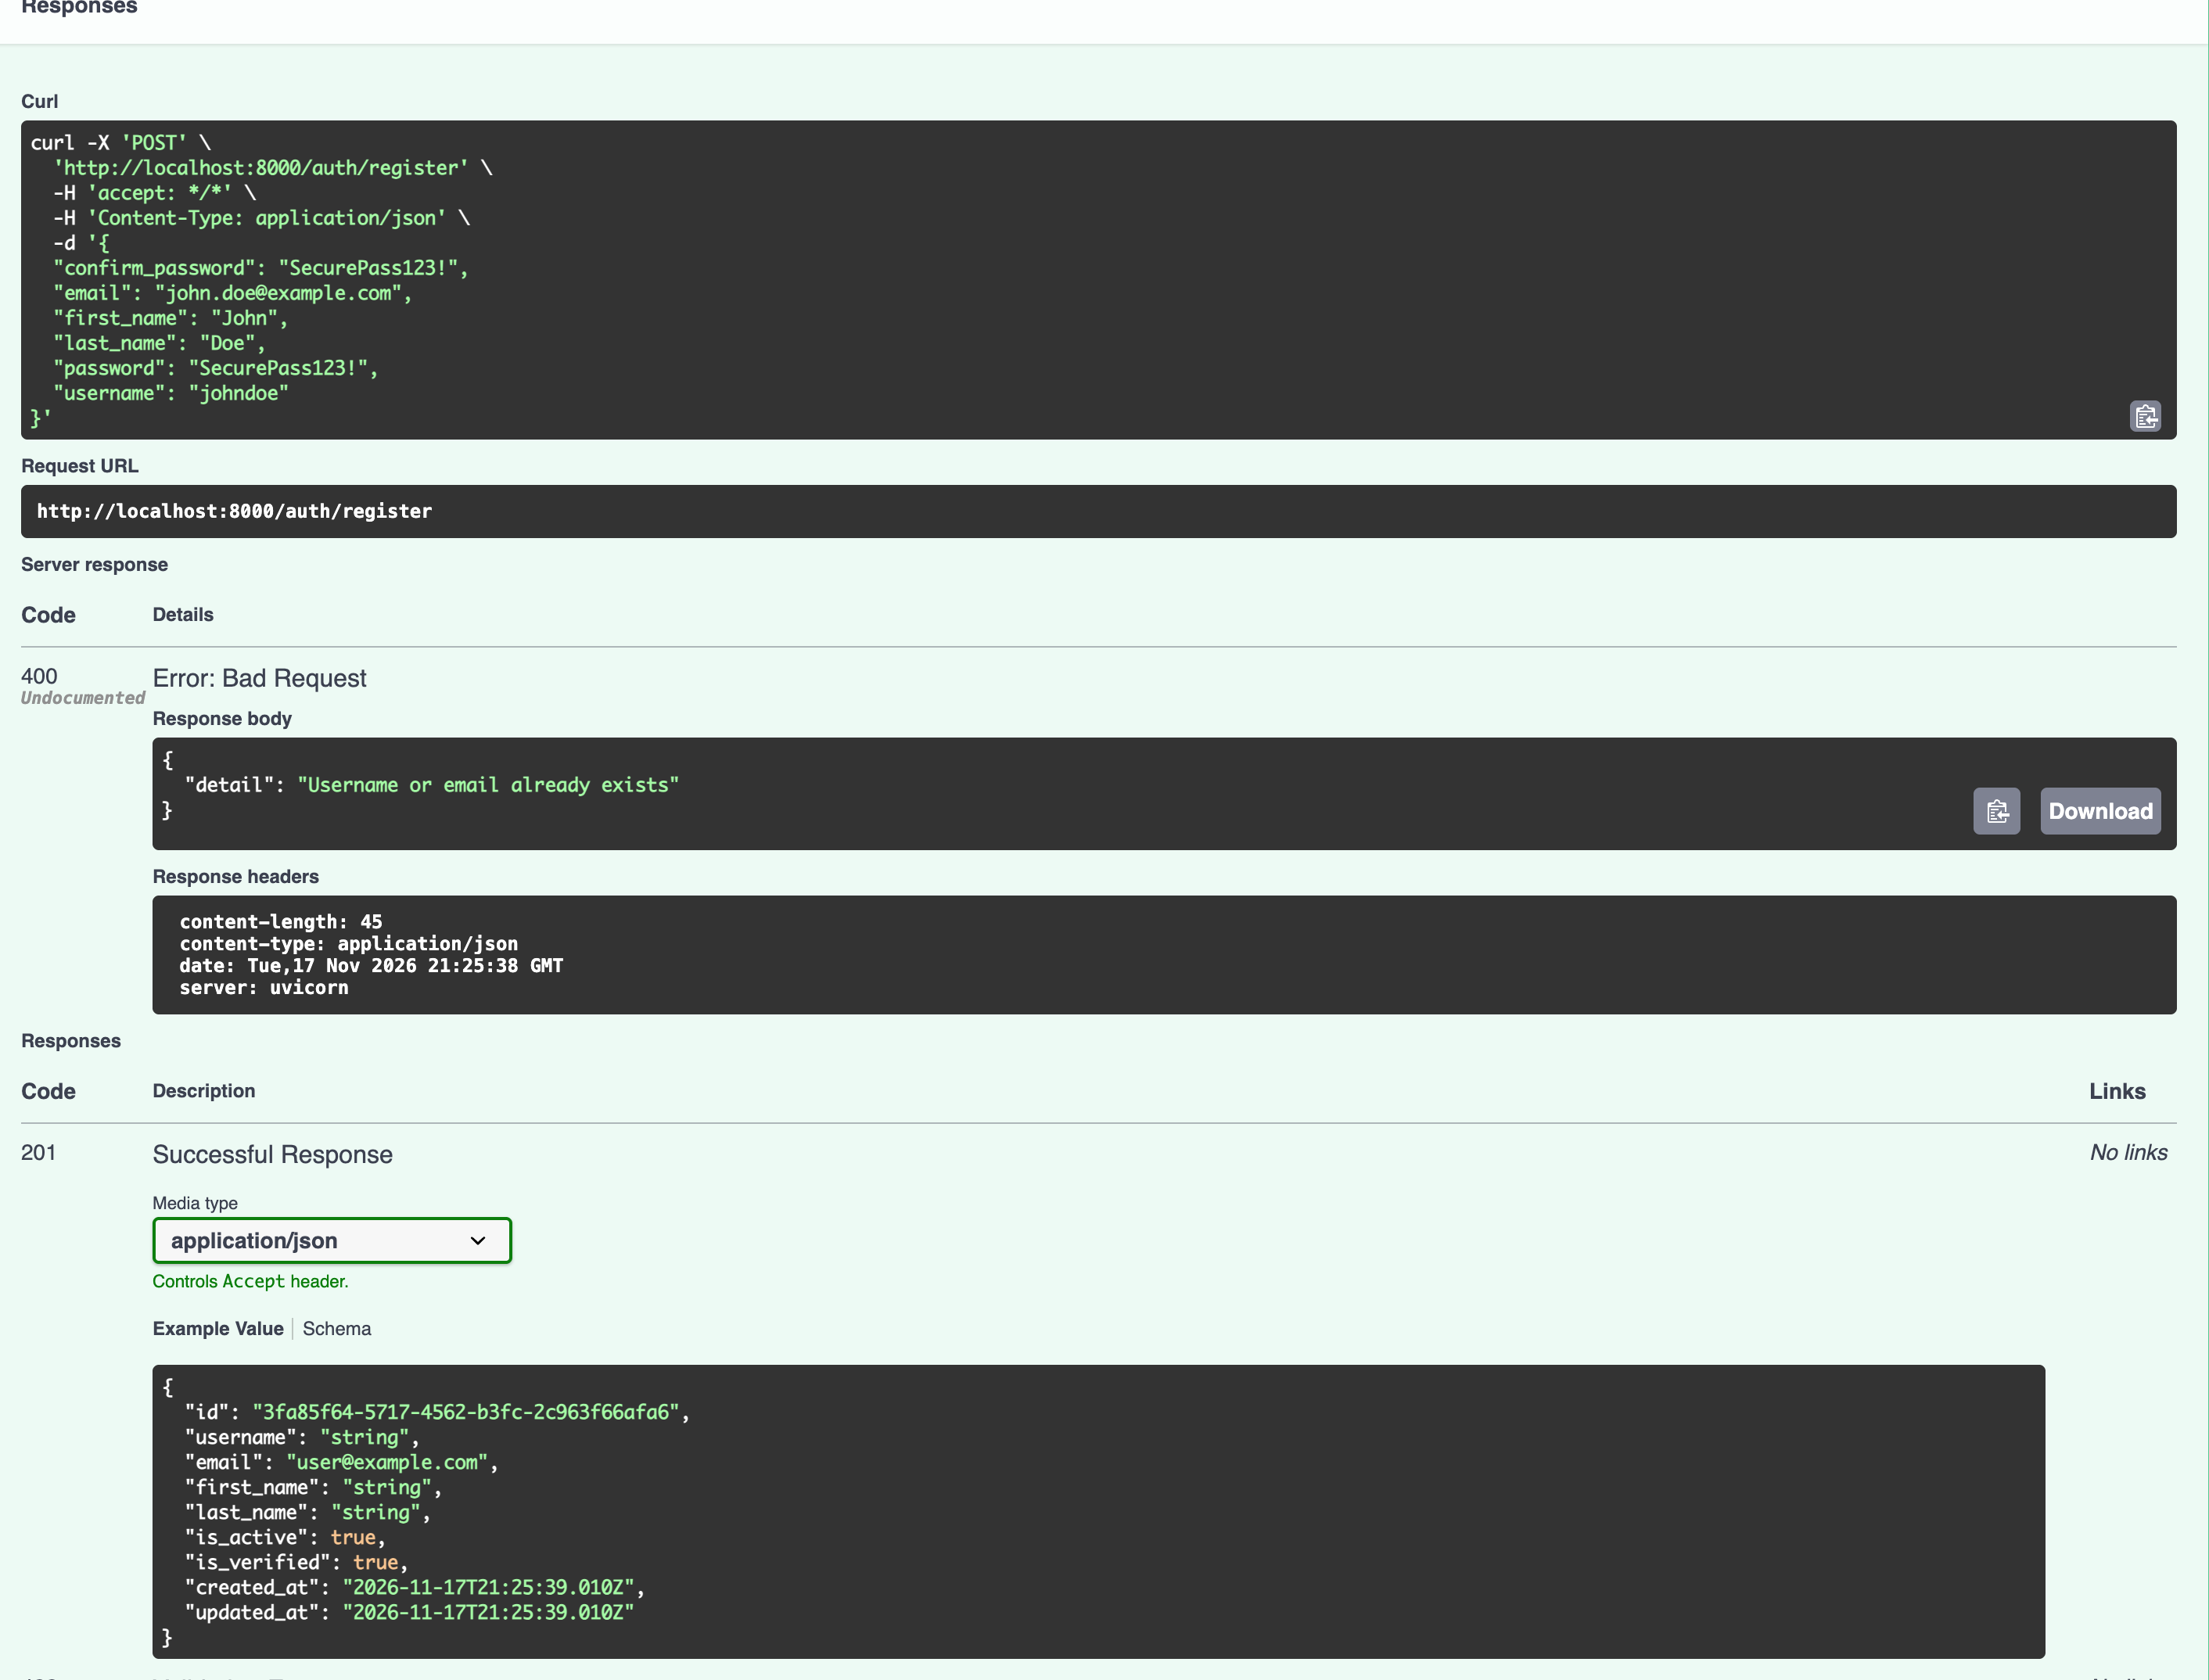 Responses
Curl
curl -X 'POST' \
  'http://localhost:8000/auth/register' \
  -H 'accept: */*' \
  -H 'Content-Type: application/json' \
  -d '{
  "confirm_password": "SecurePass123!",
  "email": "john.doe@example.com",
  "first_name": "John",
  "last_name": "Doe",
  "password": "SecurePass123!",
  "username": "johndoe"
}'
Request URL
http://localhost:8000/auth/register
Server response
Code Details
400 Error: Bad Request
Undocumented
Response body
{
  "detail": "Username or email already exists"
}
Download
Response headers
content-length: 45
content-type: application/json
date: Tue,17 Nov 2026 21:25:38 GMT
server: uvicorn
Responses
Code Description Links
201 Successful Response No links
Media type
application/json
Controls Accept header.
Example Value Schema
{
  "id": "3fa85f64-5717-4562-b3fc-2c963f66afa6",
  "username": "string",
  "email": "user@example.com",
  "first_name": "string",
  "last_name": "string",
  "is_active": true,
  "is_verified": true,
  "created_at": "2026-11-17T21:25:39.010Z",
  "updated_at": "2026-11-17T21:25:39.010Z"
}